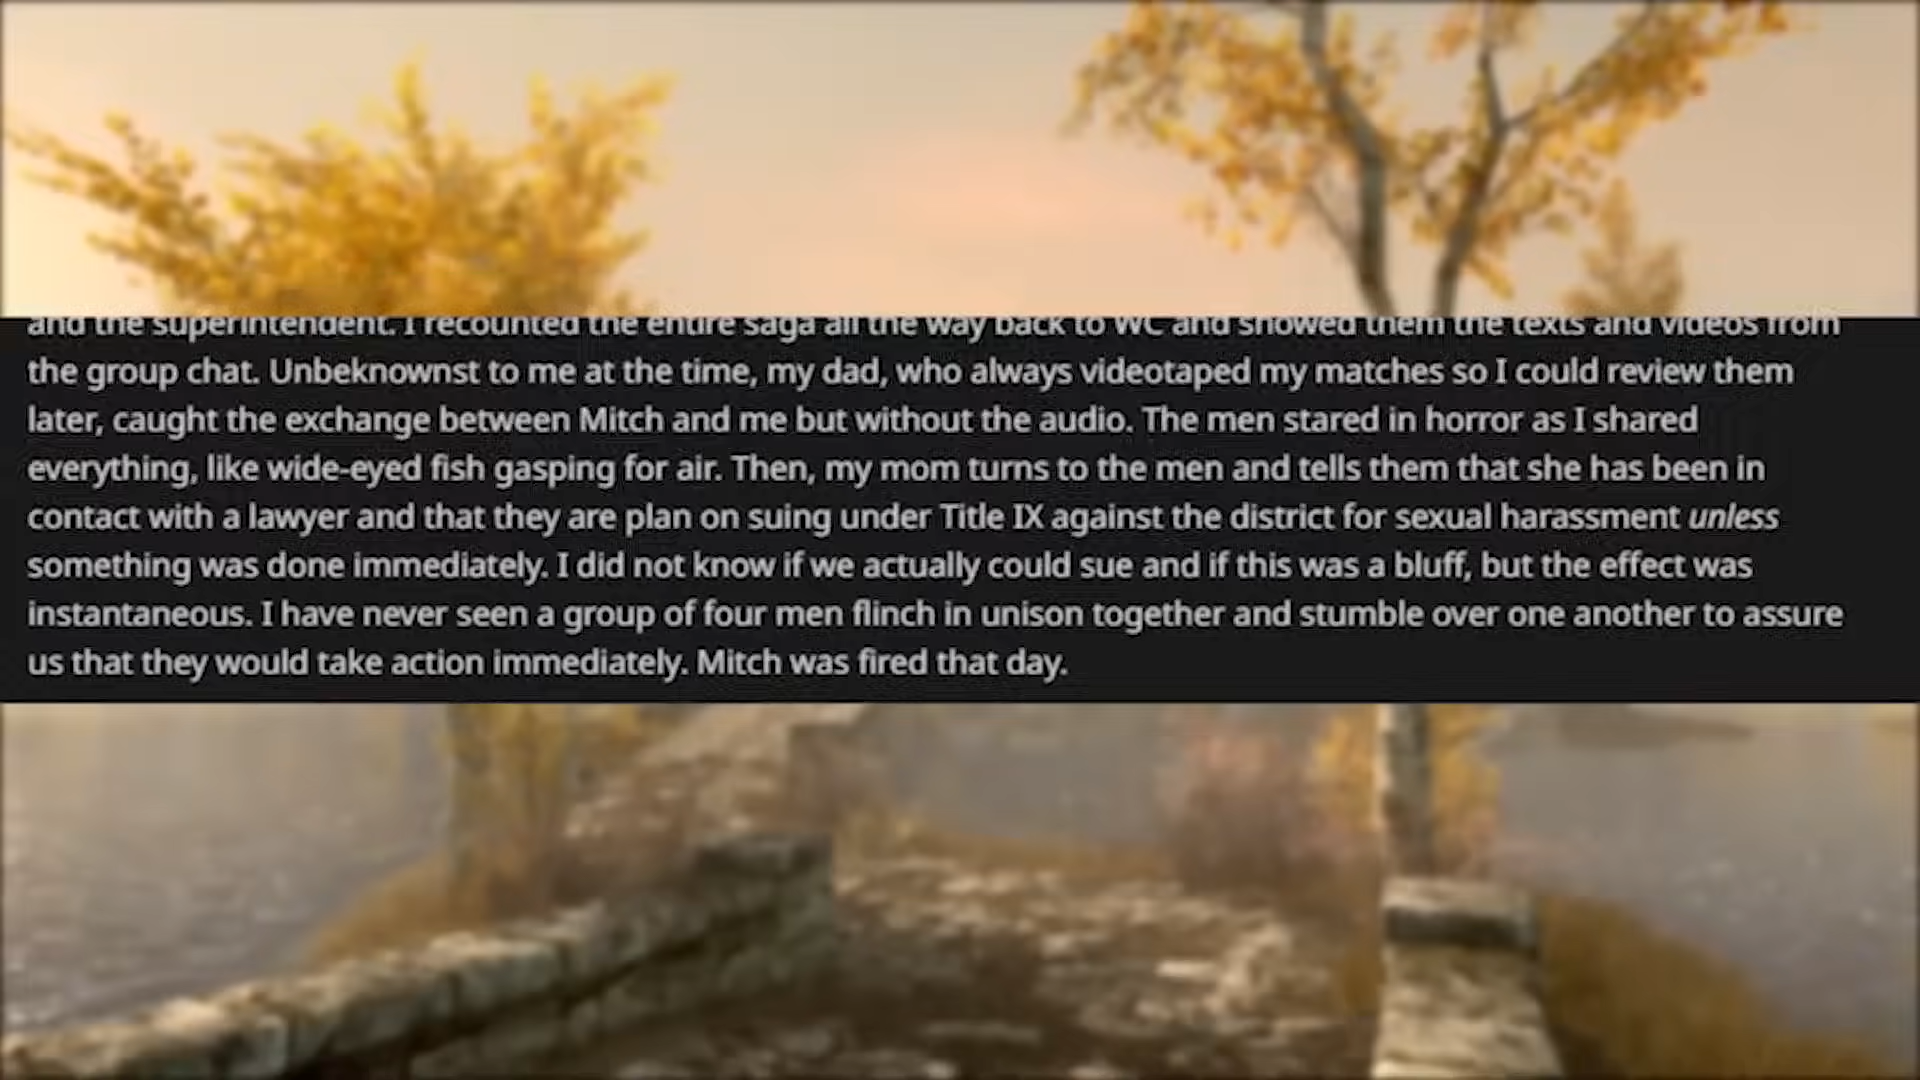 and the superintendent. I recounted the entire saga all the way back to WC and showed them the texts and videos from
the group chat. Unbeknownst to me at the time, my dad, who always videotaped my matches so I could review them
later, caught the exchange between Mitch and me but without the audio. The men stared in horror as I shared
everything, like wide-eyed fish gasping for air. Then, my mom turns to the men and tells them that she has been in
contact with a lawyer and that they are plan on suing under Title IX against the district for sexual harassment unless
something was done immediately. I did not know if we actually could sue and if this was a bluff, but the effect was
instantaneous. I have never seen a group of four men flinch in unison together and stumble over one another to assure
us that they would take action immediately. Mitch was fired that day.